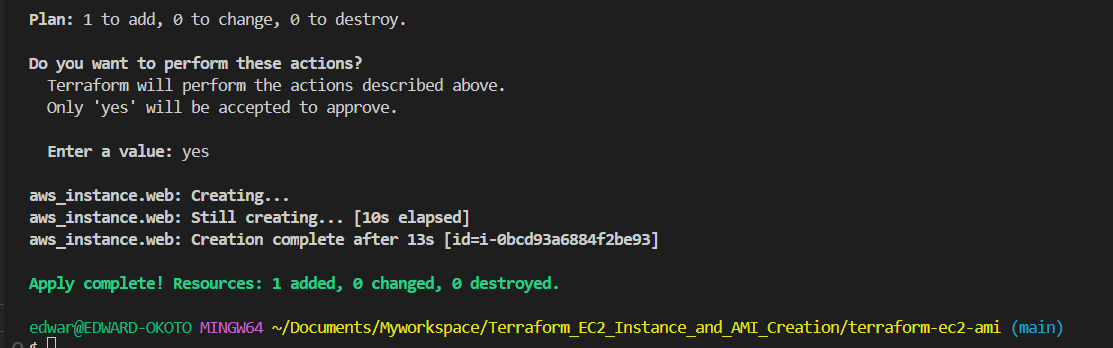 Plan: 1 to add, 0 to change, 0 to destroy.
Do you want to perform these actions?
Terraform will perform the actions described above.
Only 'yes' will be accepted to approve.
Enter a value: yes
aws_instance.web: Creating...
aws_instance.web: Still creating... [10s elapsed]
aws_instance.web: Creation complete after 13s [id=i-0bcd93a6884f2be93]
Apply complete! Resources: 1 added, 0 changed, 0 destroyed.
edwar@EDWARD-OKOTO MINGW64 ~/Documents/Myworkspace/Terraform_EC2_Instance_and_AMI_Creation/terraform-ec2-ami (main)
$